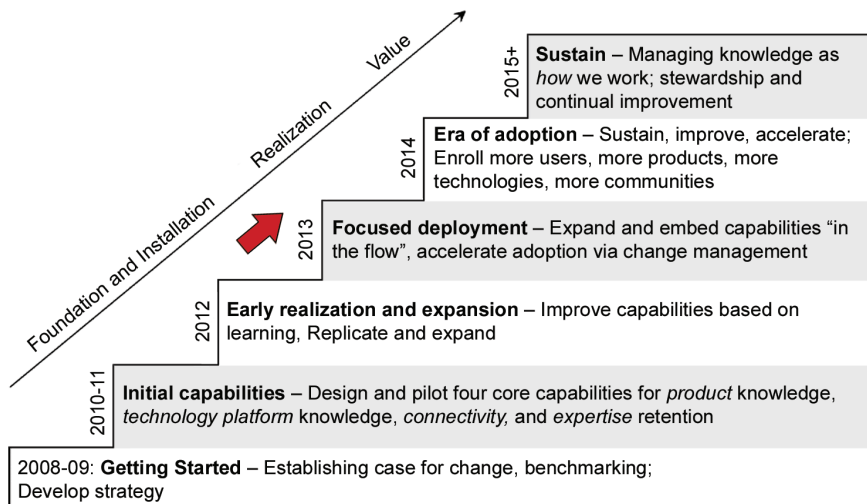 Foundation and Installation
Realization
Value
2015+
Sustain – Managing knowledge as
how we work; stewardship and
continual improvement
2014
Era of adoption – Sustain, improve, accelerate;
Enroll more users, more products, more
technologies, more communities
2013
Focused deployment – Expand and embed capabilities “in
the flow”, accelerate adoption via change management
2012
Early realization and expansion – Improve capabilities based on
learning, Replicate and expand
2010-11
Initial capabilities – Design and pilot four core capabilities for product knowledge,
technology platform knowledge, connectivity, and expertise retention
2008-09: Getting Started – Establishing case for change, benchmarking;
Develop strategy